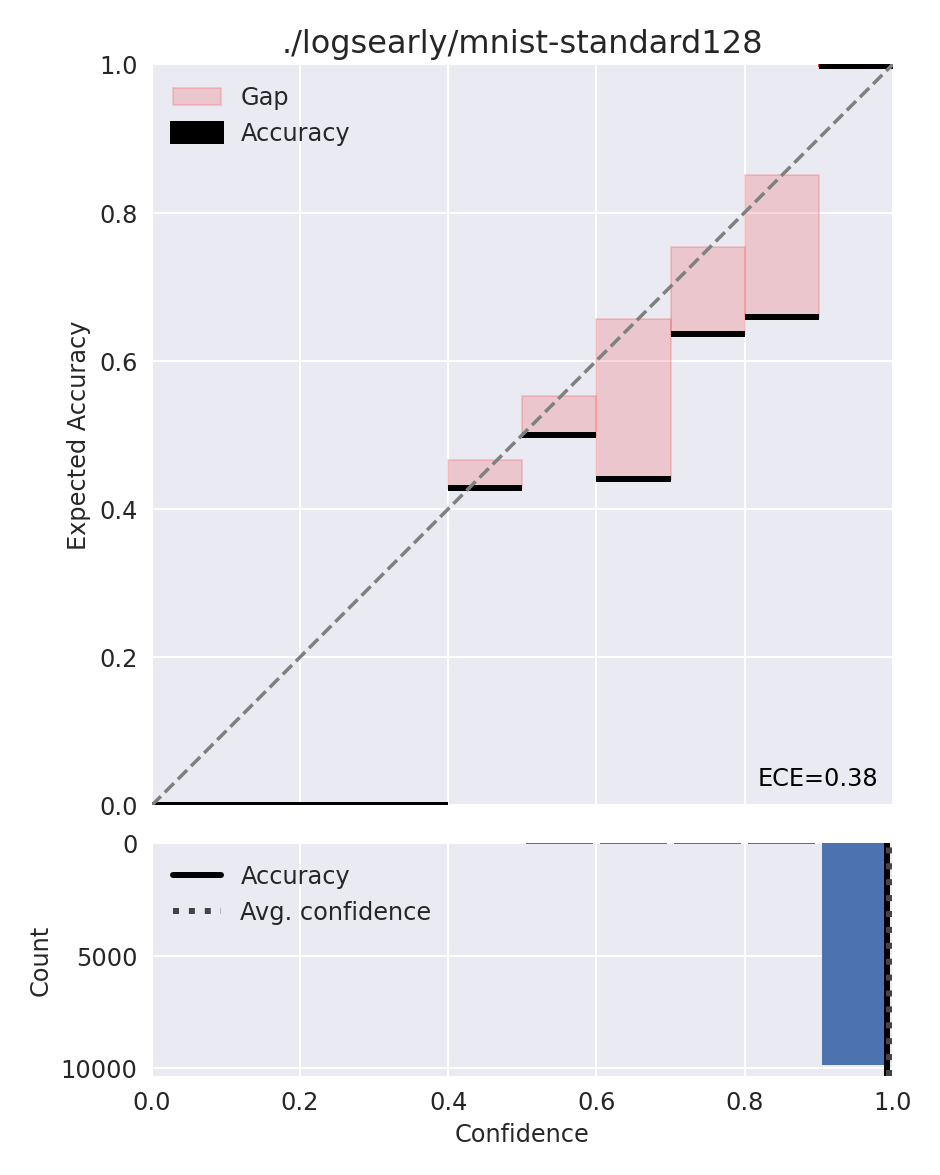 ./logsearly/mnist-standard128
1.0
0.8
0.6
0.4
0.2
0.0
Expected Accuracy
Gap
Accuracy
ECE=0.38
0
5000
10000
Count
Accuracy
Avg. confidence
0.0 0.2 0.4 0.6 0.8 1.0
Confidence